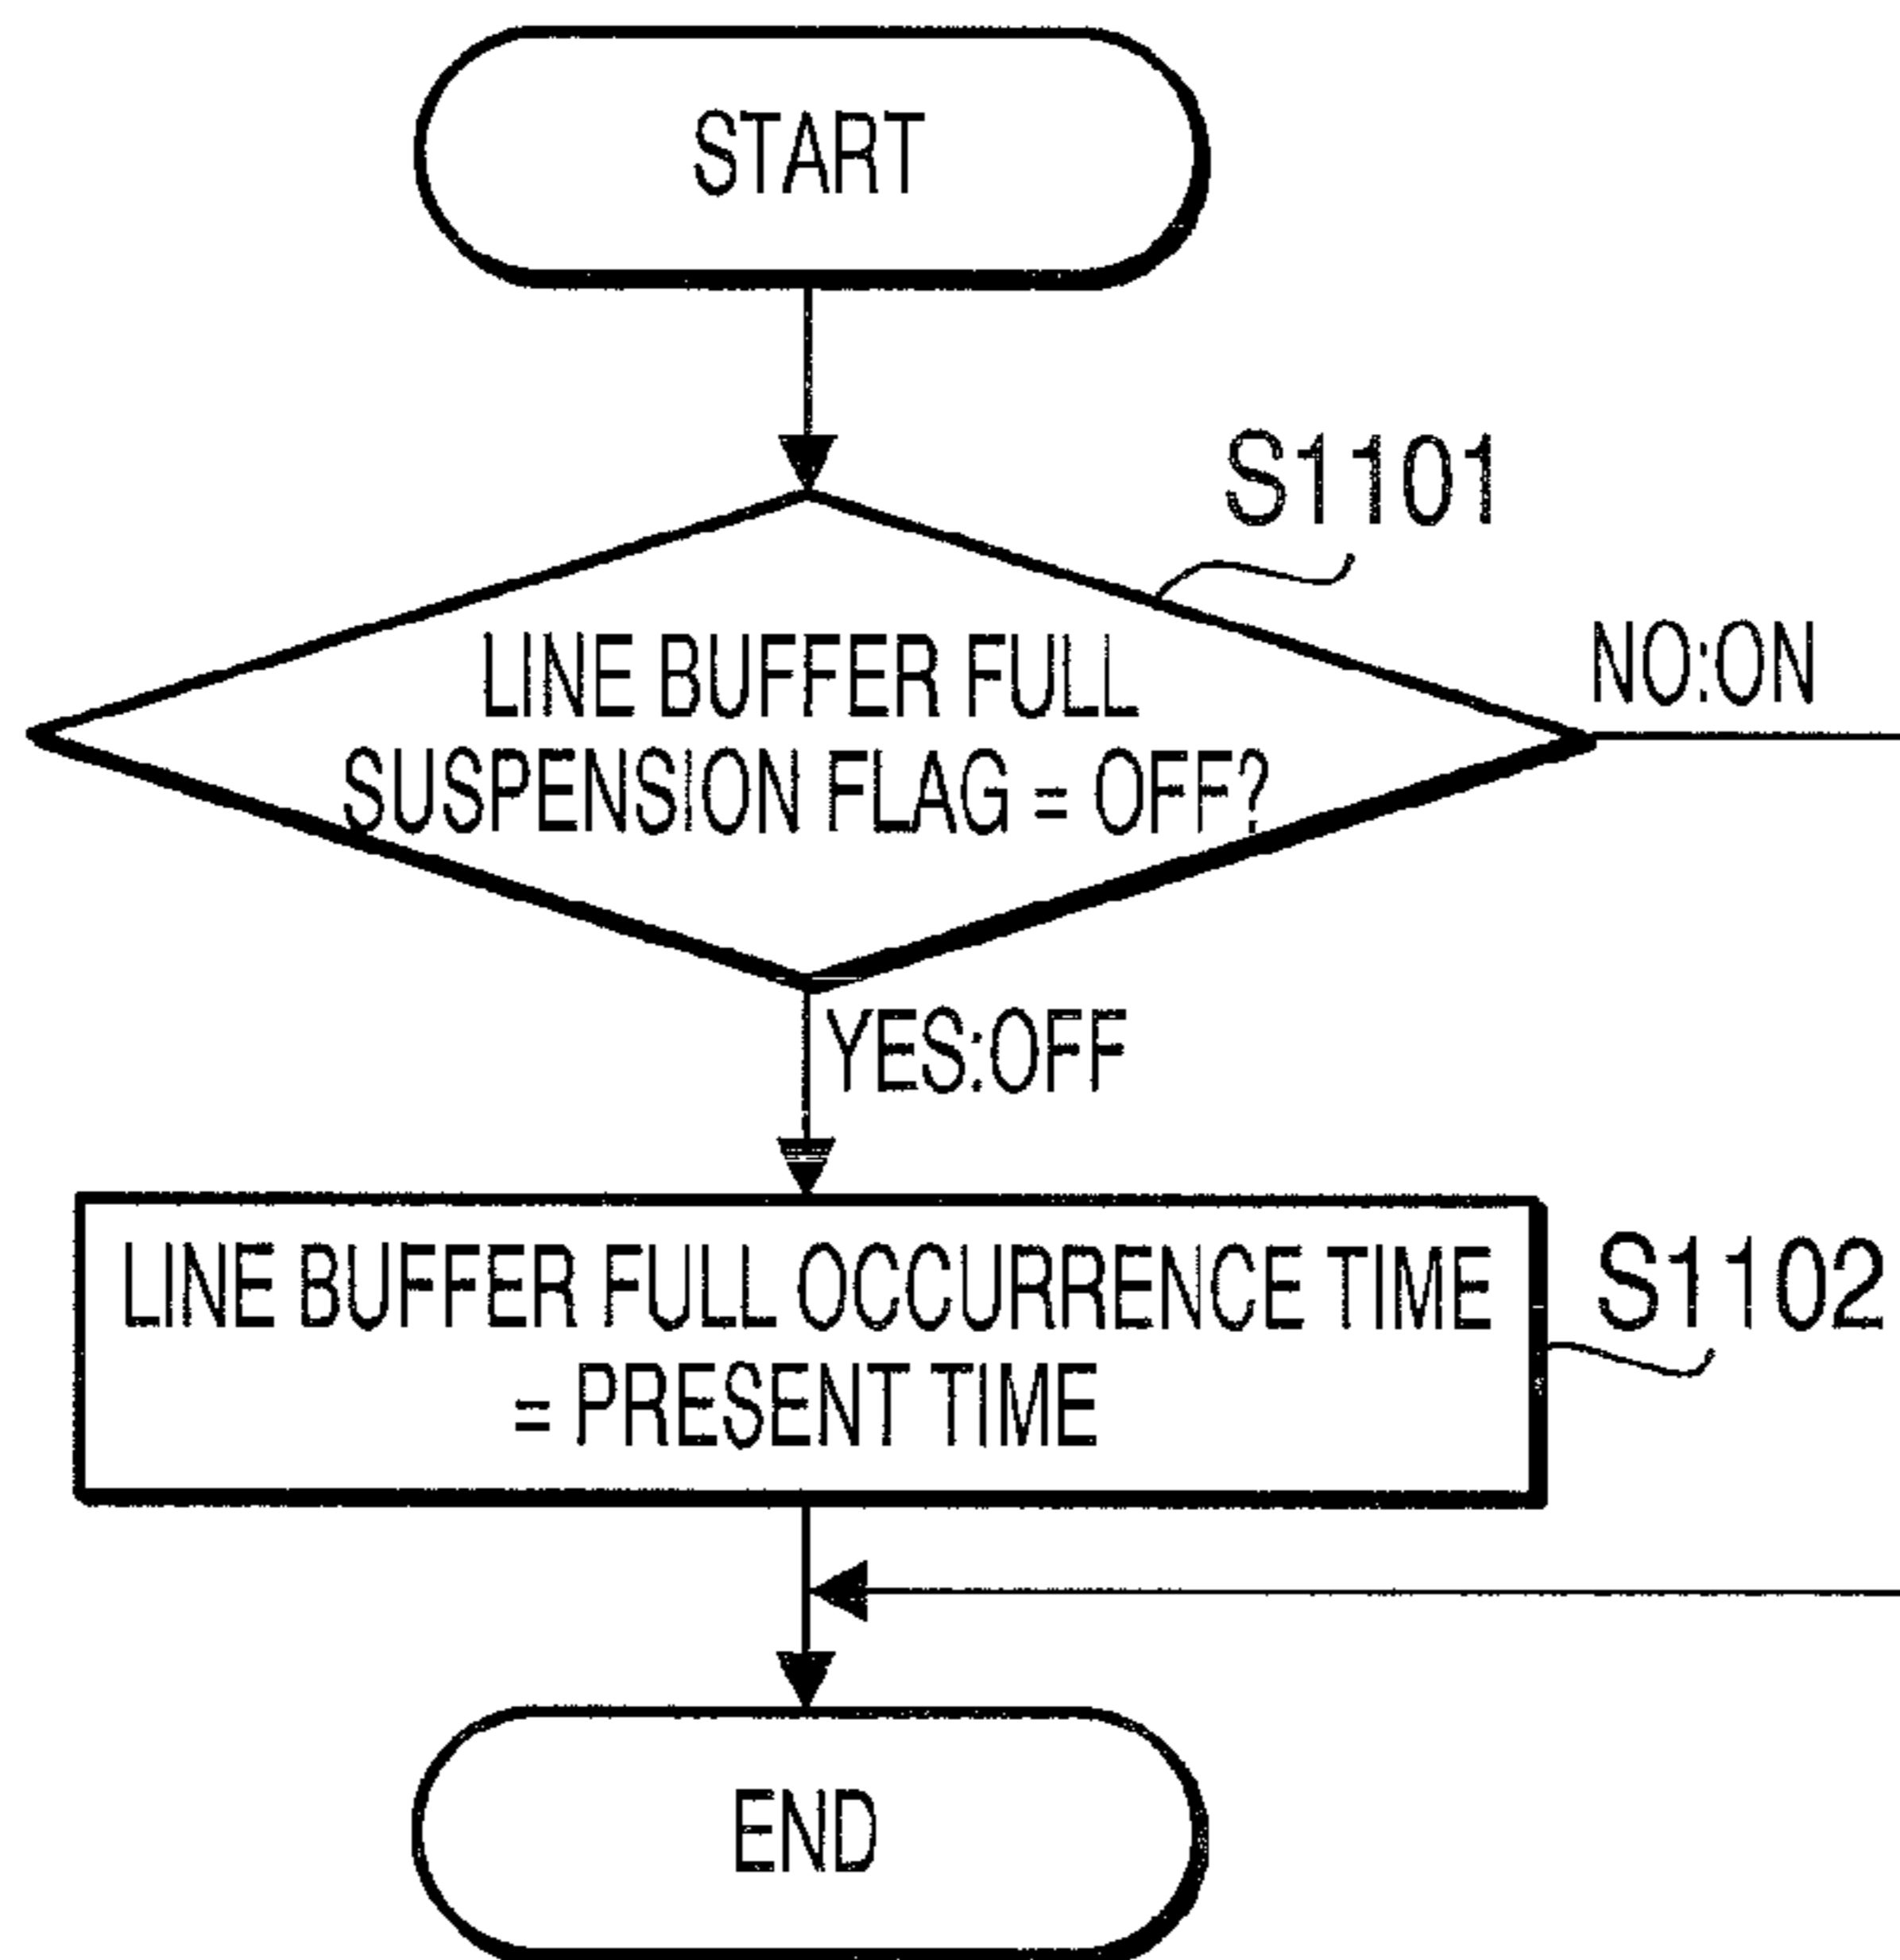 START
S1101
LINE BUFFER FULL
SUSPENSION FLAG = OFF?
NO:ON
YES:OFF
LINE BUFFER FULL OCCURRENCE TIME
= PRESENT TIME
S1102
END